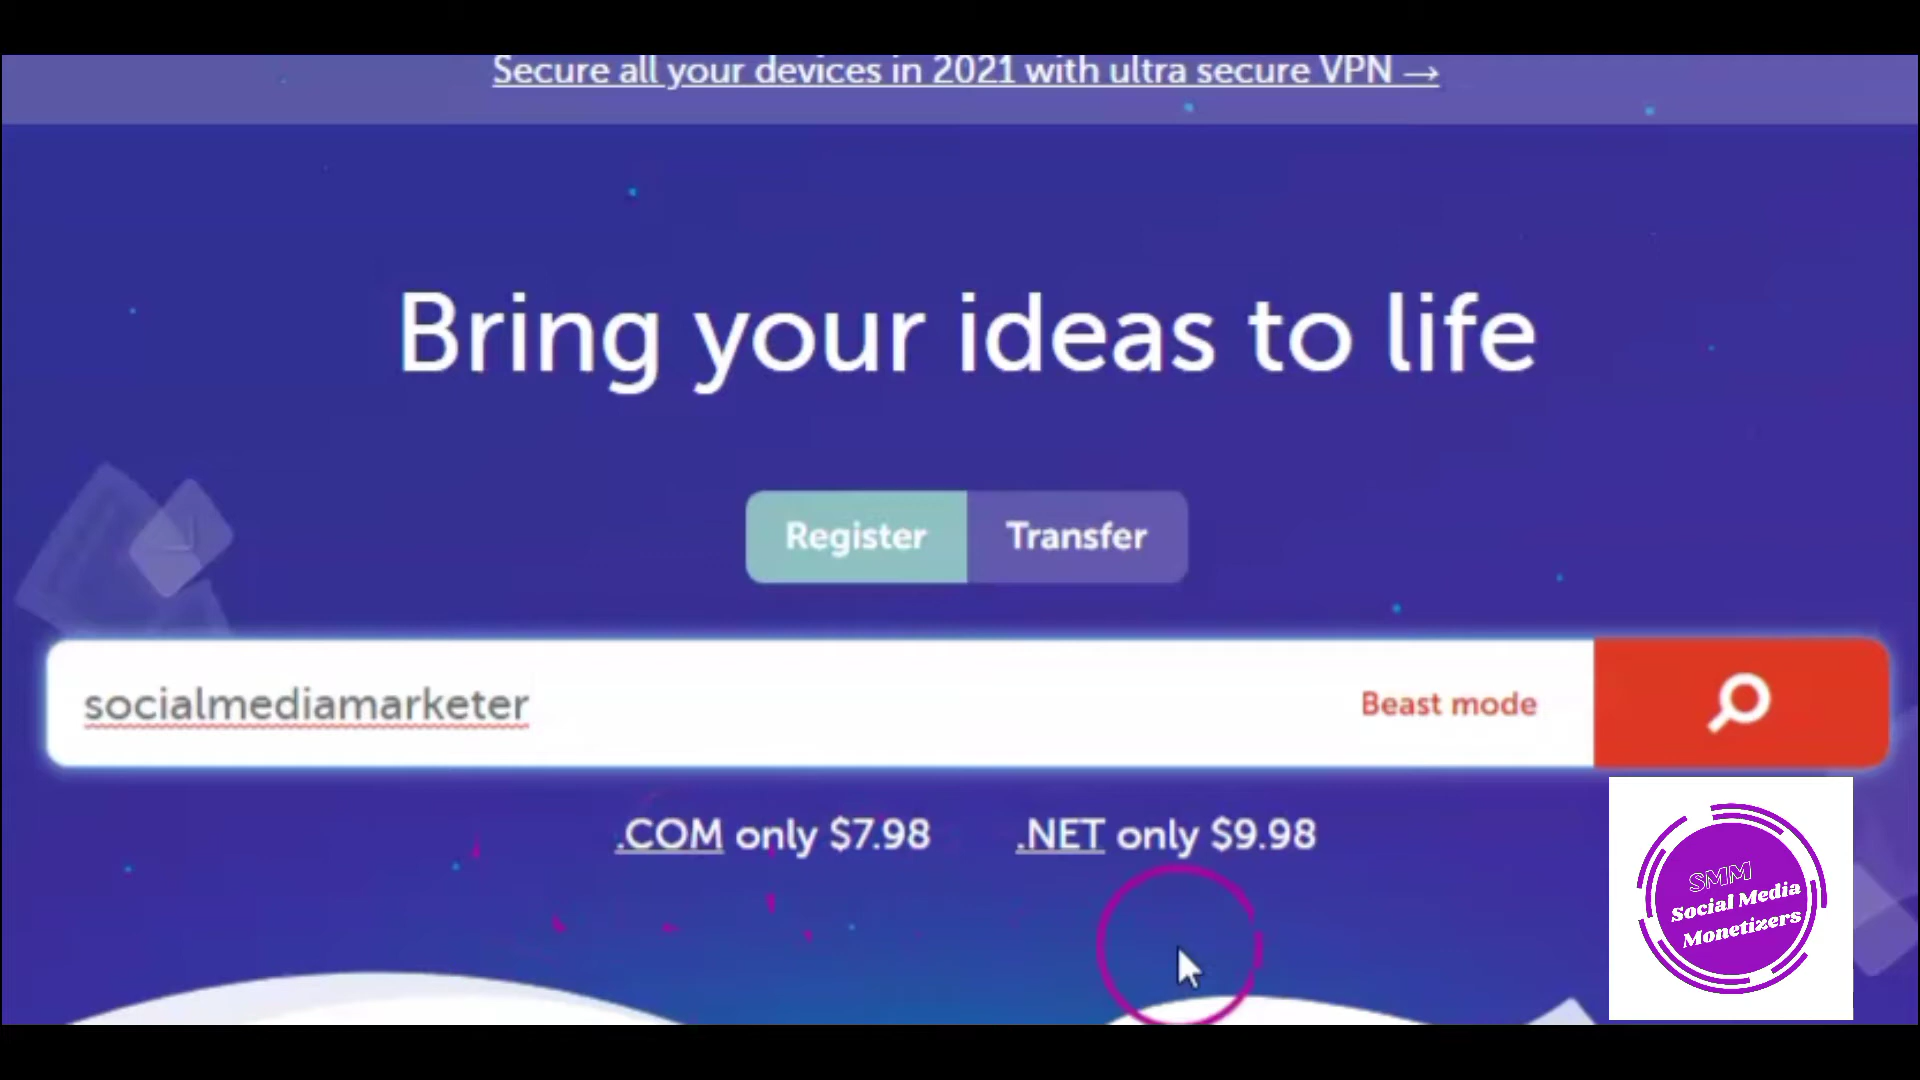 Secure all your devices in 2021 with ultra secure VPN →
Bring your ideas to life
Register Transfer
socialmediamarketer Beast mode
.COM only $7.98 .NET only $9.98
SMM
Social Media
Monetizers